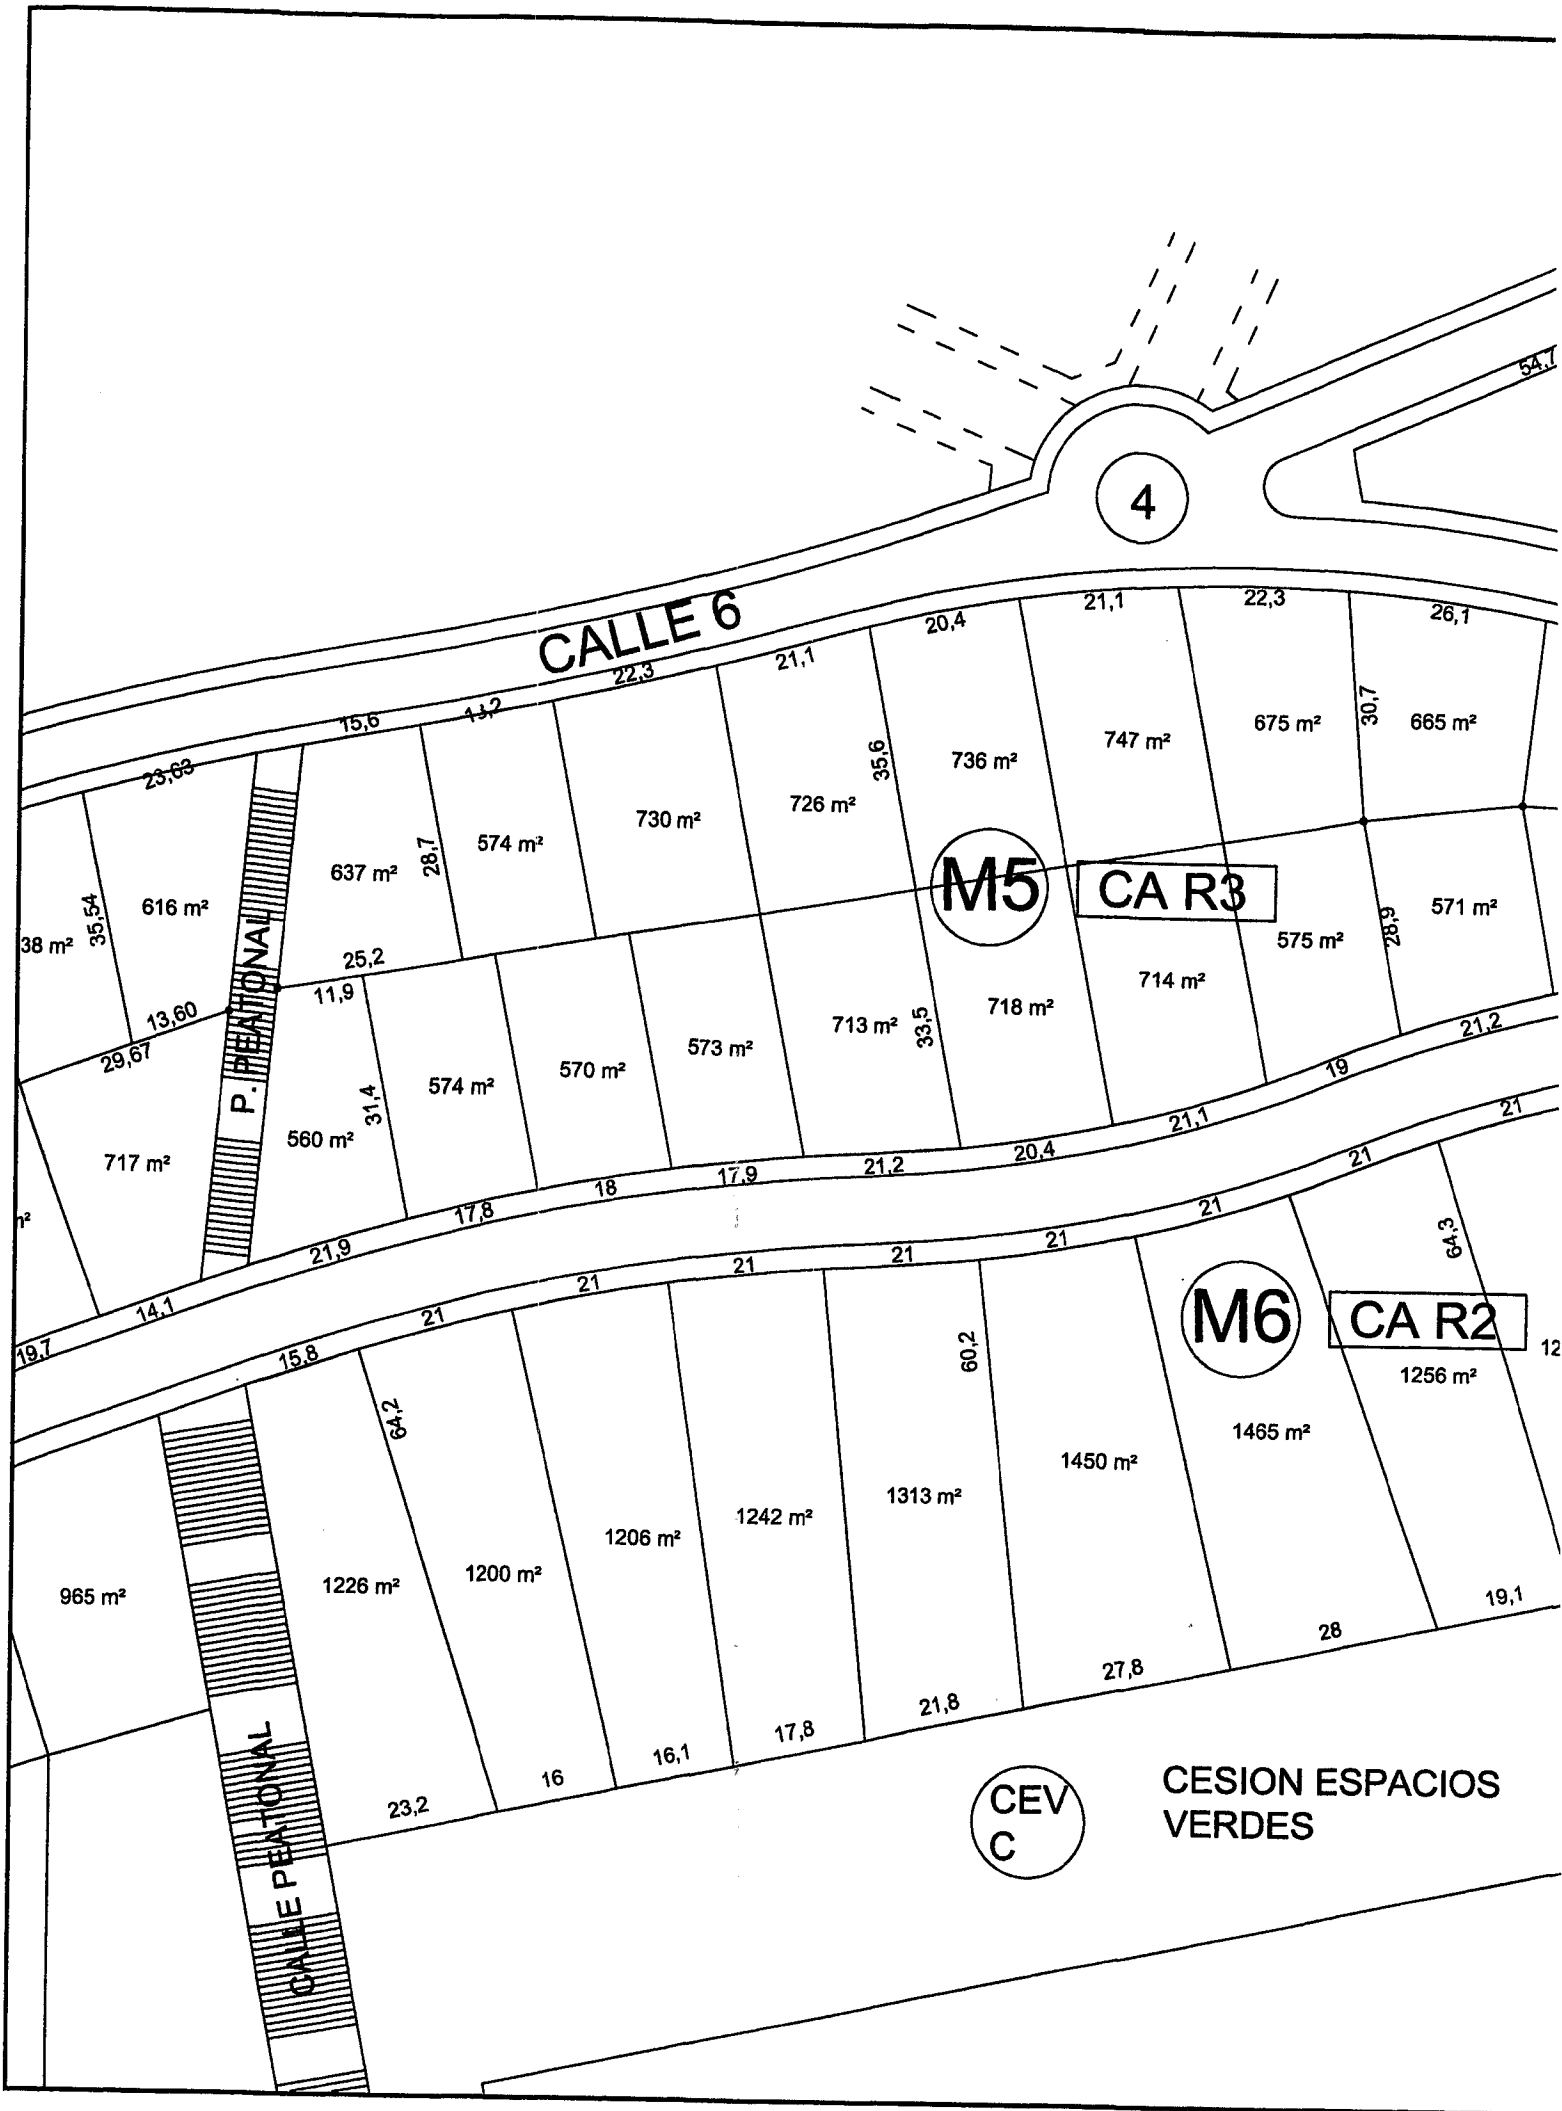 54,7
4
CALLE 6
21,1
22,3
26,1
20,4
21,1
22,3
15,6
23,63
30,7
675 m²
665 m²
747 m²
35,6
736 m²
726 m²
730 m²
574 m²
28,7
637 m²
616 m²
35,54
38 m²
M5
CA R3
571 m²
28,9
575 m²
25,2
11,9
P. PEATONAL
13,60
29,67
714 m²
718 m²
33,5
713 m²
573 m²
570 m²
574 m²
31,4
560 m²
717 m²
m²
21,2
19
21,1
20,4
21,2
17,9
18
17,8
21,9
14,1
19,7
21
21
21
21
21
21
21
21
15,8
64,3
M6
CA R2
12
1256 m²
60,2
64,2
1465 m²
1450 m²
1313 m²
1242 m²
1206 m²
1200 m²
1226 m²
965 m²
19,1
28
27,8
21,8
17,8
16,1
16
23,2
CALLE PEATONAL
CEV
C
CESION ESPACIOS
VERDES